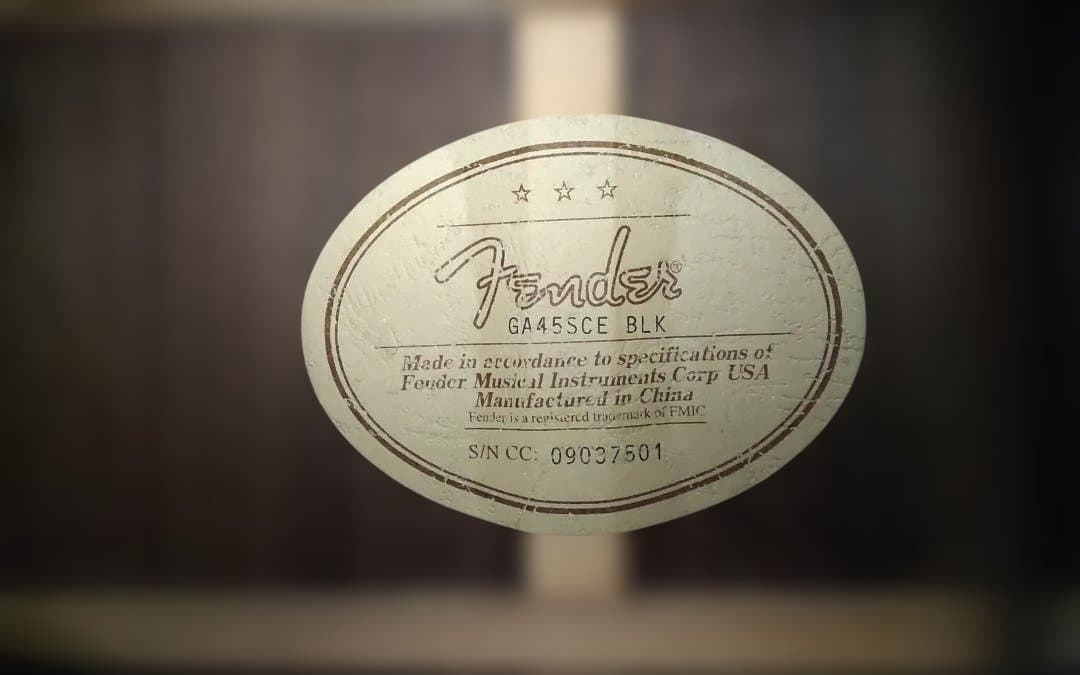 Fender®
GA45SCE BLK
Made in accordance to specifications of
Fender Musical Instruments Corp USA
Manufactured in China
Fender is a registered trademark of FMIC
S/N CC: 09037501